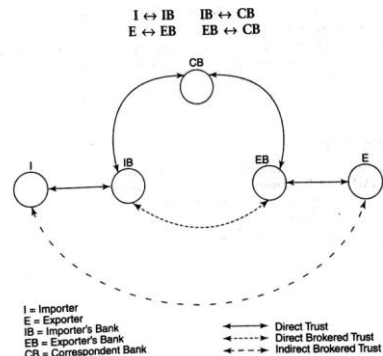 I ↔ IB IB ↔ CB
E ↔ EB EB ↔ CB
CB
IB
EB
I
E
I = Importer
E = Exporter
IB = Importer's Bank
EB = Exporter's Bank
CB = Correspondent Bank
Direct Trust
Direct Brokered Trust
Indirect Brokered Trust